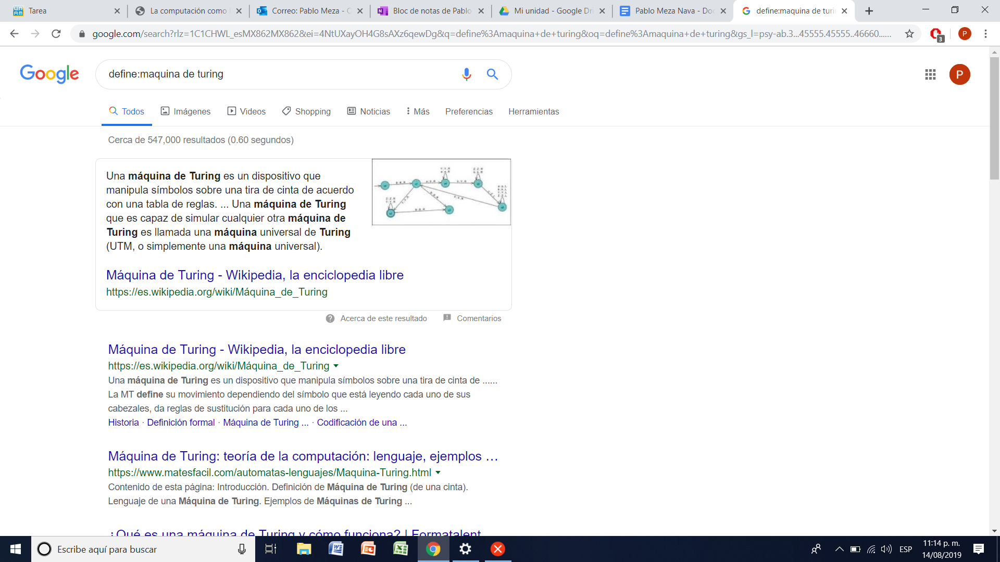 Tarea
La computación como
Correo: Pablo Meza - O
Bloc de notas de Pablo
Mi unidad - Google Dri
Pablo Meza Nava - Doc
define:maquina de turin
google.com/search?rlz=1C1CHWL_esMX862MX862&ei=4NtUXayOH4G8sAXz6qewDg&q=define%3Amaquina+de+turing&oq=define%3Amaquina+de+turing&gs_l=psy-ab.3...45555.45555..46660......
3
P
Google
define:maquina de turing
P
Todos
Imágenes
Videos
Shopping
Noticias
Más
Preferencias
Herramientas
Cerca de 547,000 resultados (0.60 segundos)
Una máquina de Turing es un dispositivo que
manipula símbolos sobre una tira de cinta de acuerdo
con una tabla de reglas. ... Una máquina de Turing
que es capaz de simular cualquier otra máquina de
Turing es llamada una máquina universal de Turing
(UTM, o simplemente una máquina universal).
Máquina de Turing - Wikipedia, la enciclopedia libre
https://es.wikipedia.org/wiki/Máquina_de_Turing
Acerca de este resultado
Comentarios
Máquina de Turing - Wikipedia, la enciclopedia libre
https://es.wikipedia.org/wiki/Máquina_de_Turing
Una máquina de Turing es un dispositivo que manipula símbolos sobre una tira de cinta de ......
La MT define su movimiento dependiendo del símbolo que está leyendo cada uno de sus
cabezales, da reglas de sustitución para cada uno de los ...
Historia · Definición formal · Máquina de Turing ... · Codificación de una ...
Máquina de Turing: teoría de la computación: lenguaje, ejemplos ...
https://www.matesfacil.com/automatas-lenguajes/Maquina-Turing.html
Contenido de esta página: Introducción. Definición de Máquina de Turing (de una cinta).
Lenguaje de una Máquina de Turing. Ejemplos de Máquinas de Turing ...
¿Qué es una máquina de Turing y cómo funciona? | Formatalent
Escribe aquí para buscar
ESP
11:14 p. m.
14/08/2019